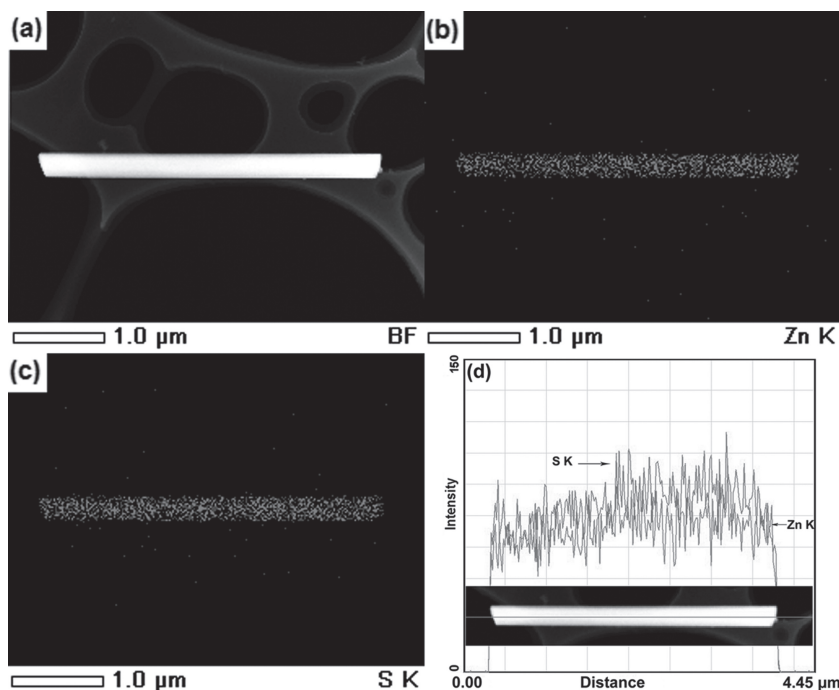 (a)
1.0 μm BF
(b)
1.0 μm Zn K
(c)
1.0 μm S K
(d)
150
S K
Intensity
Zn K
0
0.00 Distance 4.45 μm